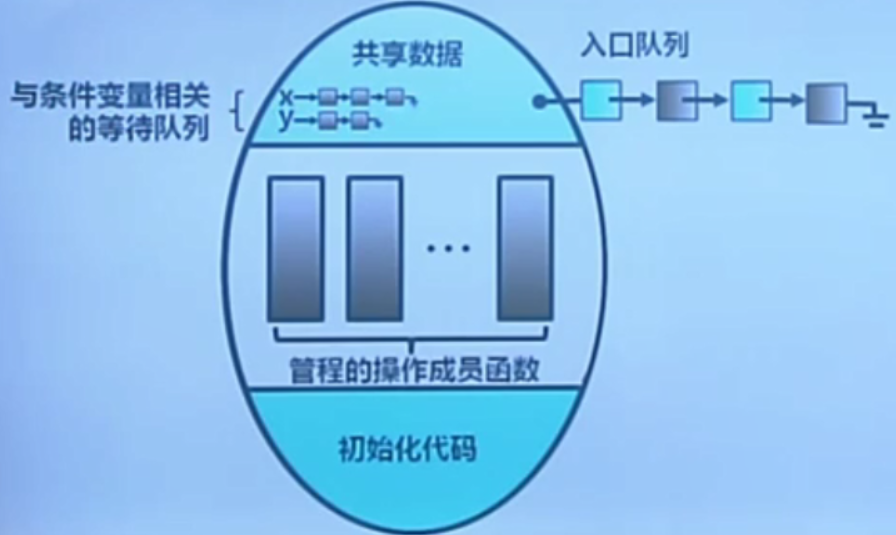 共享数据
入口队列
与条件变量相关
的等待队列
x
y
...
管程的操作成员函数
初始化代码